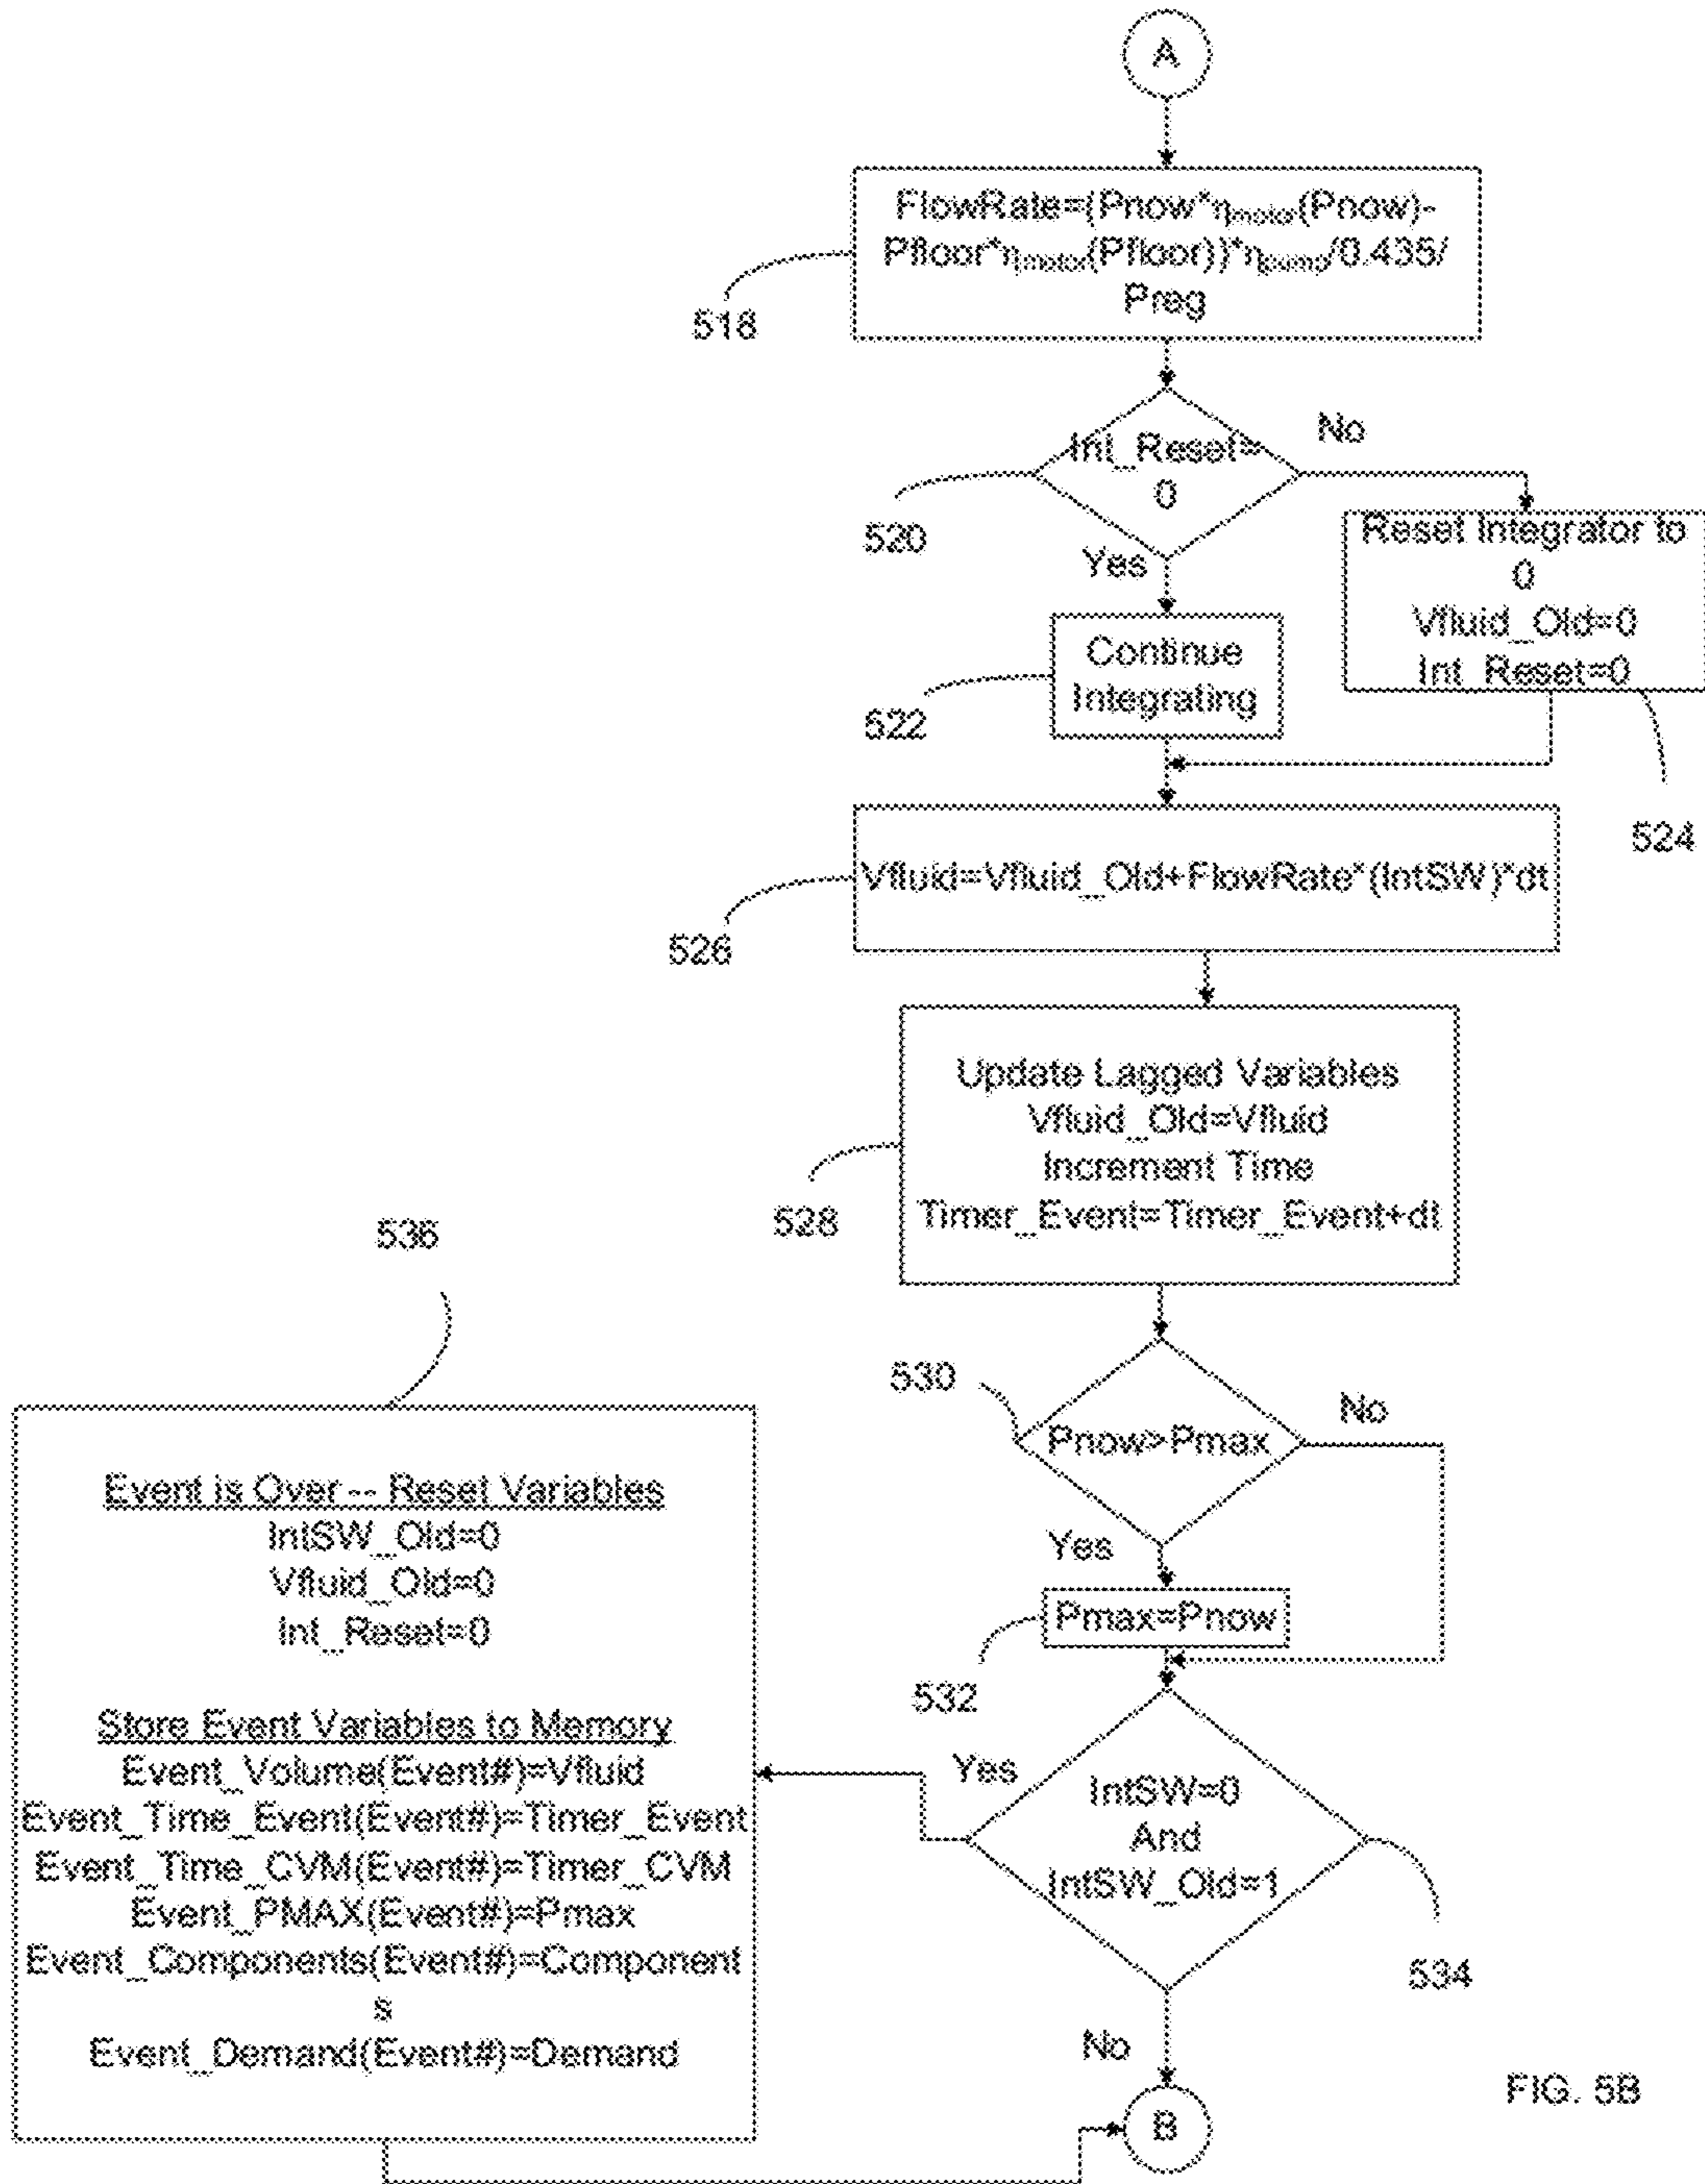 A
FlowRate=(Pnow*ηmotor(Pnow)-
Pfloor*ηmotor(Pfloor))*ηpump/0.435/
Preg
518
Int_Reset=
0
No
520
Yes
Reset Integrator to
0
Vfluid_Old=0
Int_Reset=0
Continue
Integrating
522
524
Vfluid=Vfluid_Old+FlowRate*(IntSW)*dt
526
Update Lagged Variables
Vfluid_Old=Vfluid
Increment Time
Timer_Event=Timer_Event+dt
528
536
530
Pnow>Pmax
No
Yes
Pmax=Pnow
532
Event is Over -- Reset Variables
IntSW_Old=0
Vfluid_Old=0
Int_Reset=0
Store Event Variables to Memory
Event_Volume(Event#)=Vfluid
Event_Time_Event(Event#)=Timer_Event
Event_Time_CVM(Event#)=Timer_CVM
Event_PMAX(Event#)=Pmax
Event_Components(Event#)=Component
s
Event_Demand(Event#)=Demand
Yes
IntSW=0
And
IntSW_Old=1
534
No
B
FIG. 5B